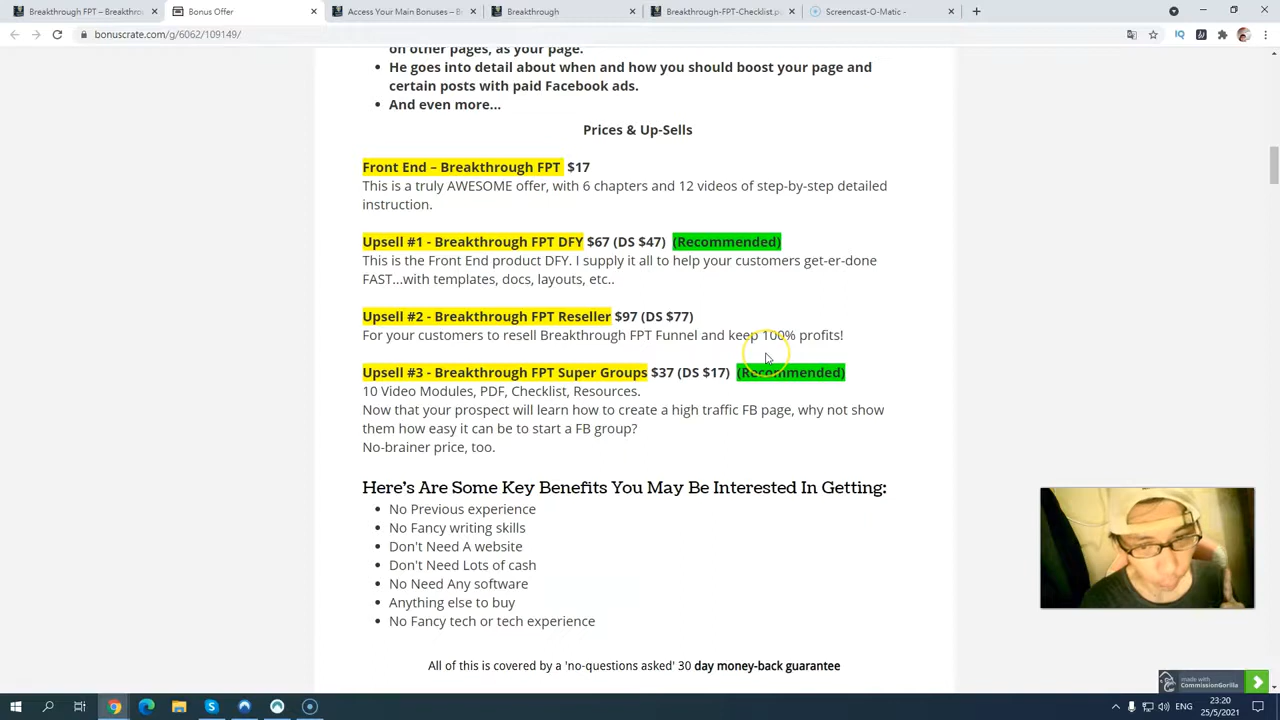 Breakthrough FPT – Breakthro
Bonus Offer
Access Your Main Bonuses – B
Breakthrough
Breakthrough-FPT-Checklist.p
Screencast-O-Matic -
bonuscrate.com/g/6062/109149/
on other pages, as your page.
He goes into detail about when and how you should boost your page and
certain posts with paid Facebook ads.
And even more...
Prices & Up-Sells
Front End – Breakthrough FPT $17
This is a truly AWESOME offer, with 6 chapters and 12 videos of step-by-step detailed
instruction.
Upsell #1 - Breakthrough FPT DFY $67 (DS $47) (Recommended)
This is the Front End product DFY. I supply it all to help your customers get-er-done
FAST...with templates, docs, layouts, etc..
Upsell #2 - Breakthrough FPT Reseller $97 (DS $77)
For your customers to resell Breakthrough FPT Funnel and keep 100% profits!
Upsell #3 - Breakthrough FPT Super Groups $37 (DS $17) (Recommended)
10 Video Modules, PDF, Checklist, Resources.
Now that your prospect will learn how to create a high traffic FB page, why not show
them how easy it can be to start a FB group?
No-brainer price, too.
Here's Are Some Key Benefits You May Be Interested In Getting:
No Previous experience
No Fancy writing skills
Don't Need A website
Don't Need Lots of cash
No Need Any software
Anything else to buy
No Fancy tech or tech experience
All of this is covered by a 'no-questions asked' 30 day money-back guarantee
made with
CommissionGorilla
ENG
23:20
25/5/2021